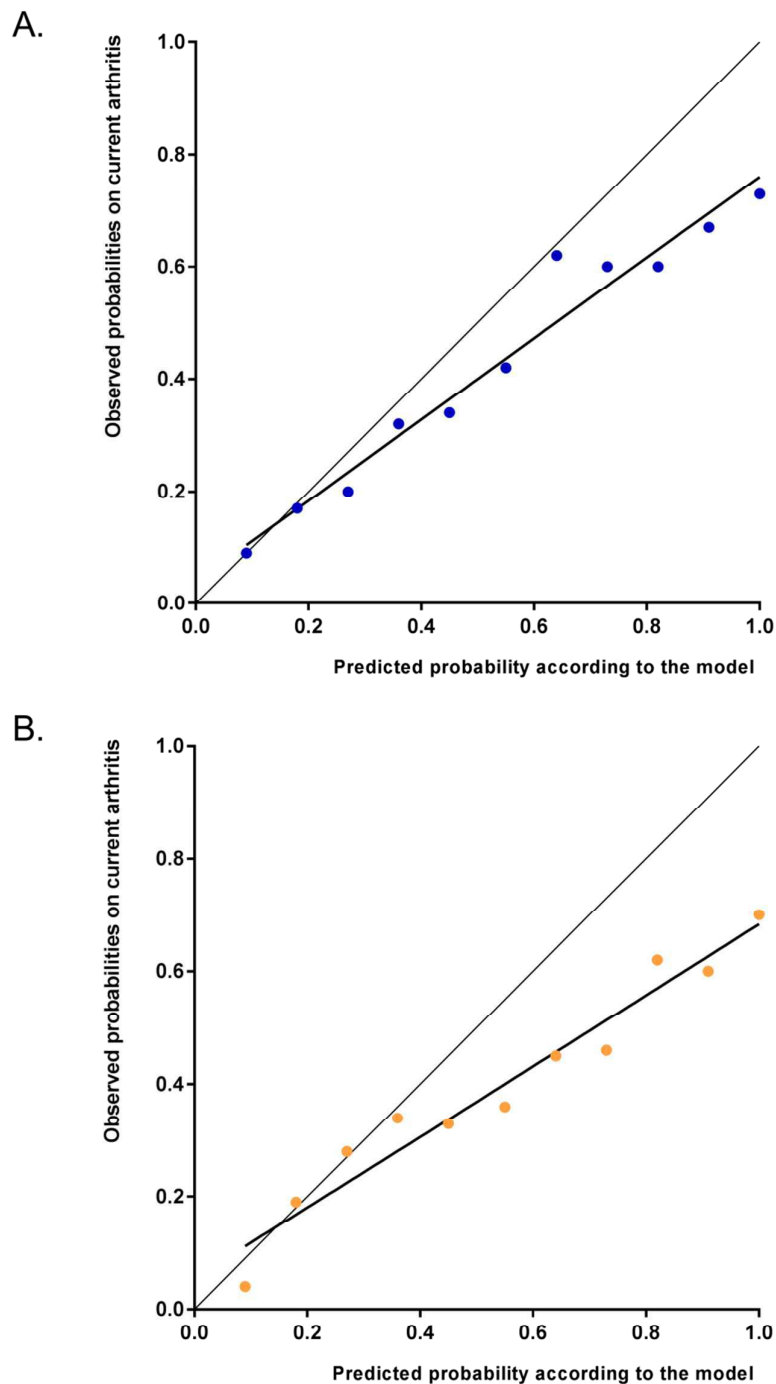 A.
Observed probabilities on current arthritis
1.0
0.8
0.6
0.4
0.2
0.0
0.0 0.2 0.4 0.6 0.8 1.0
Predicted probability according to the model
B.
Observed probabilities on current arthritis
1.0
0.8
0.6
0.4
0.2
0.0
0.0 0.2 0.4 0.6 0.8 1.0
Predicted probability according to the model